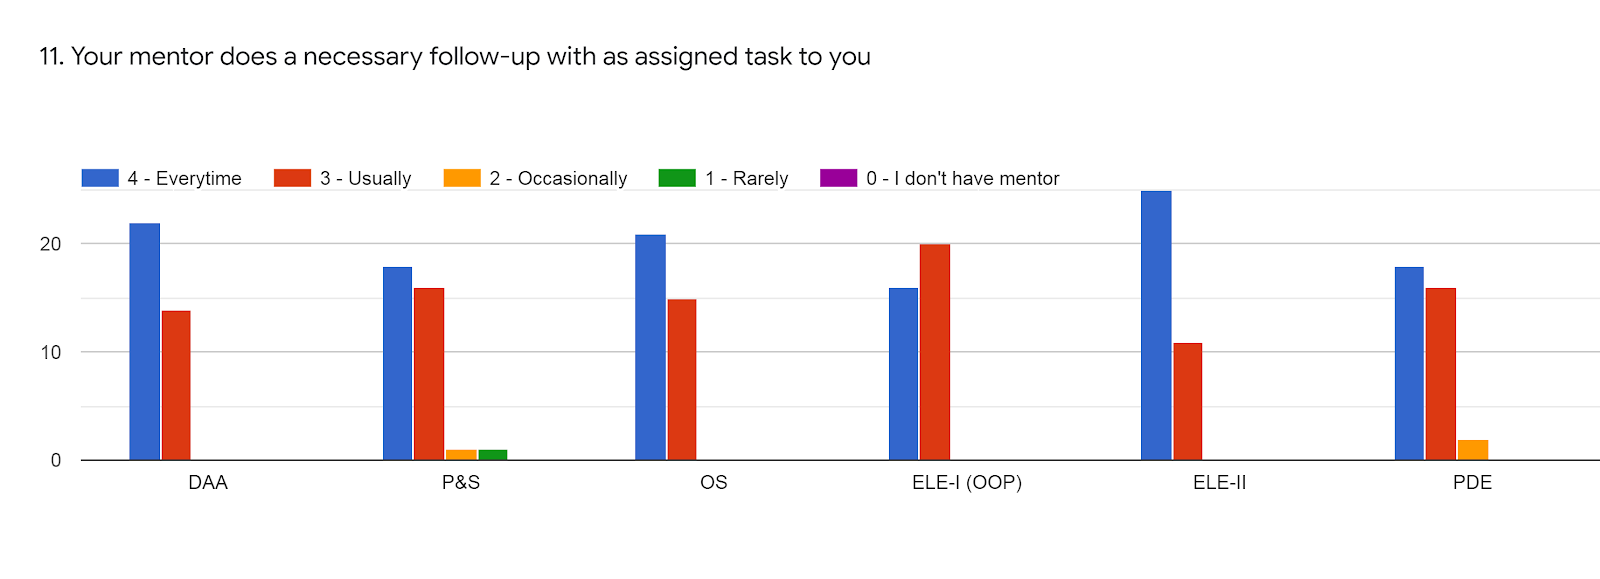 11. Your mentor does a necessary follow-up with as assigned task to you
4 - Everytime 3 - Usually 2 - Occasionally 1 - Rarely 0 - I don't have mentor
20
10
0
DAA P&S OS ELE-I (OOP) ELE-II PDE